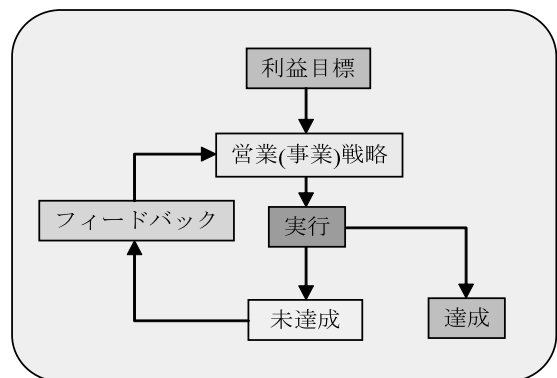 利益目標
営業(事業)戦略
フィードバック
実行
未達成
達成